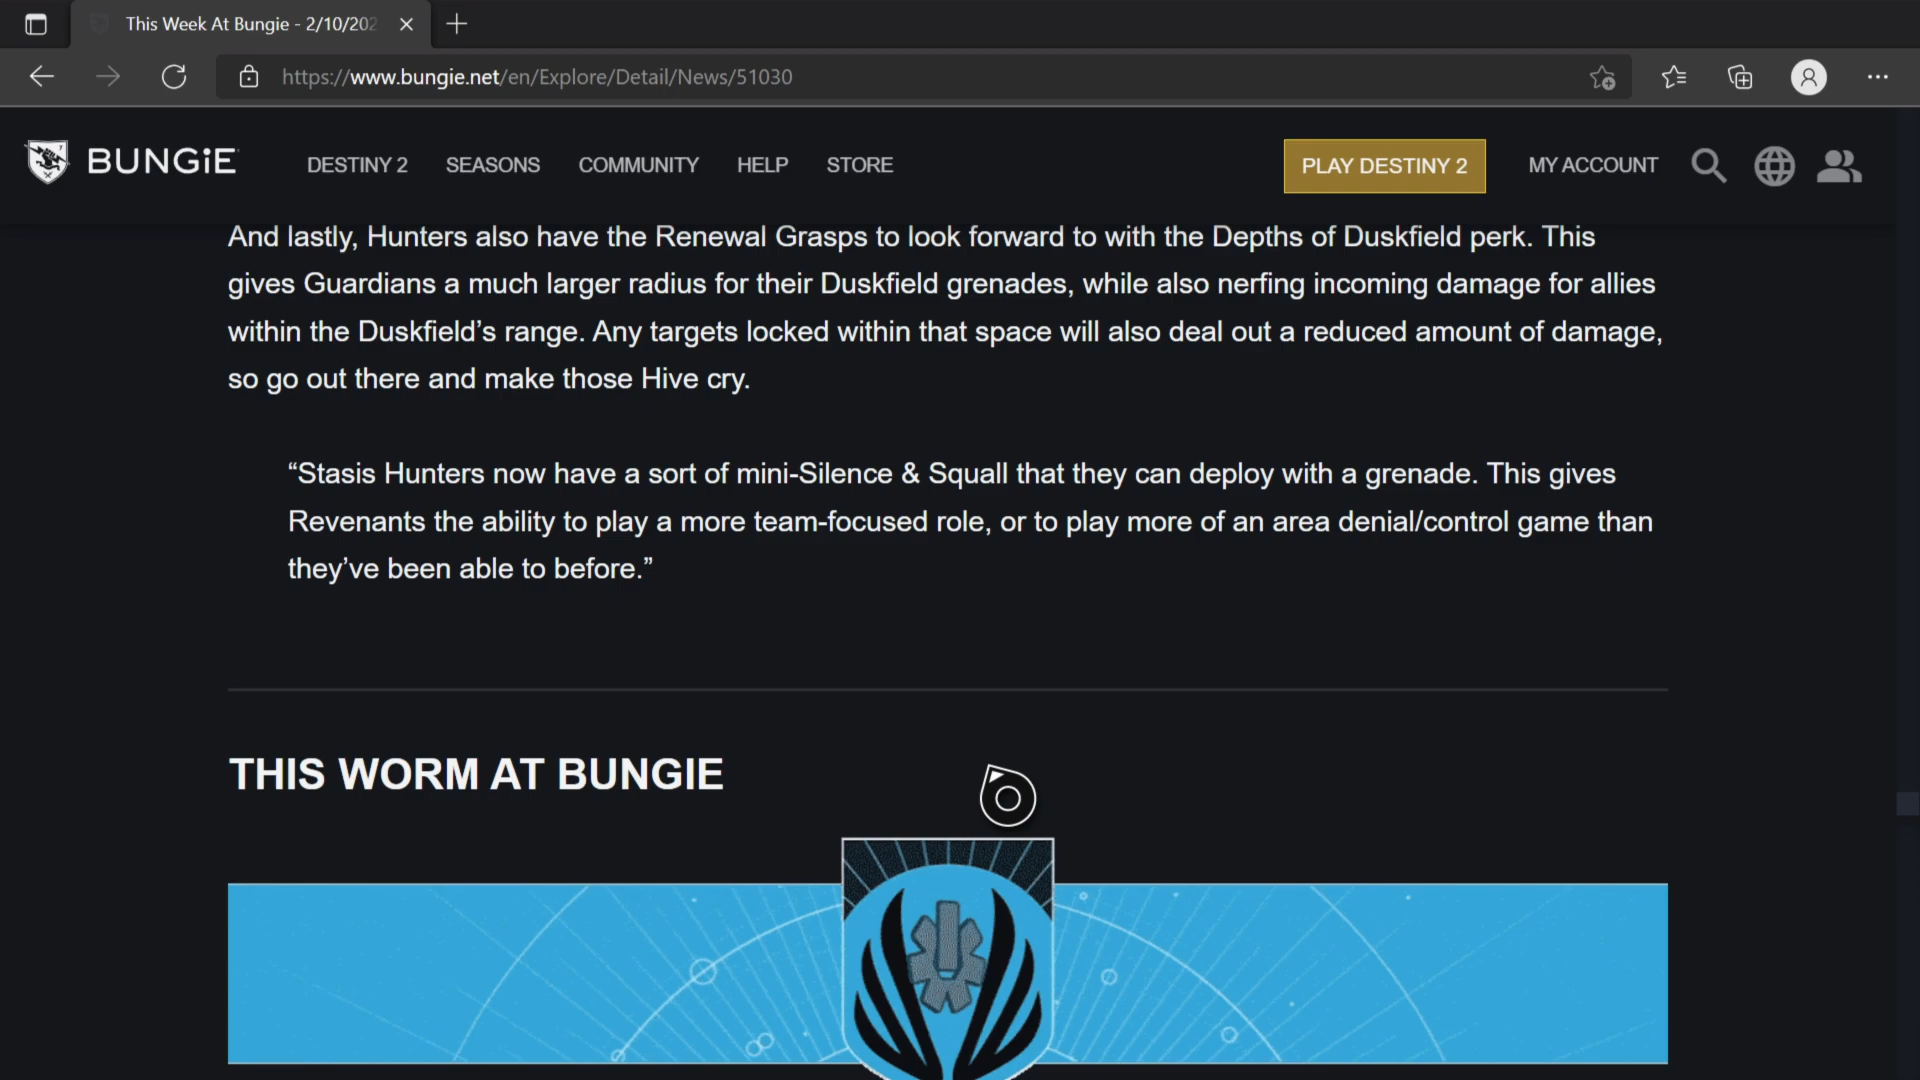 This Week At Bungie - 2/10/202
https://www.bungie.net/en/Explore/Detail/News/51030
BUNGiE
DESTINY 2 SEASONS COMMUNITY HELP STORE
PLAY DESTINY 2 MY ACCOUNT
And lastly, Hunters also have the Renewal Grasps to look forward to with the Depths of Duskfield perk. This
gives Guardians a much larger radius for their Duskfield grenades, while also nerfing incoming damage for allies
within the Duskfield’s range. Any targets locked within that space will also deal out a reduced amount of damage,
so go out there and make those Hive cry.
“Stasis Hunters now have a sort of mini-Silence & Squall that they can deploy with a grenade. This gives
Revenants the ability to play a more team-focused role, or to play more of an area denial/control game than
they’ve been able to before.”
THIS WORM AT BUNGIE